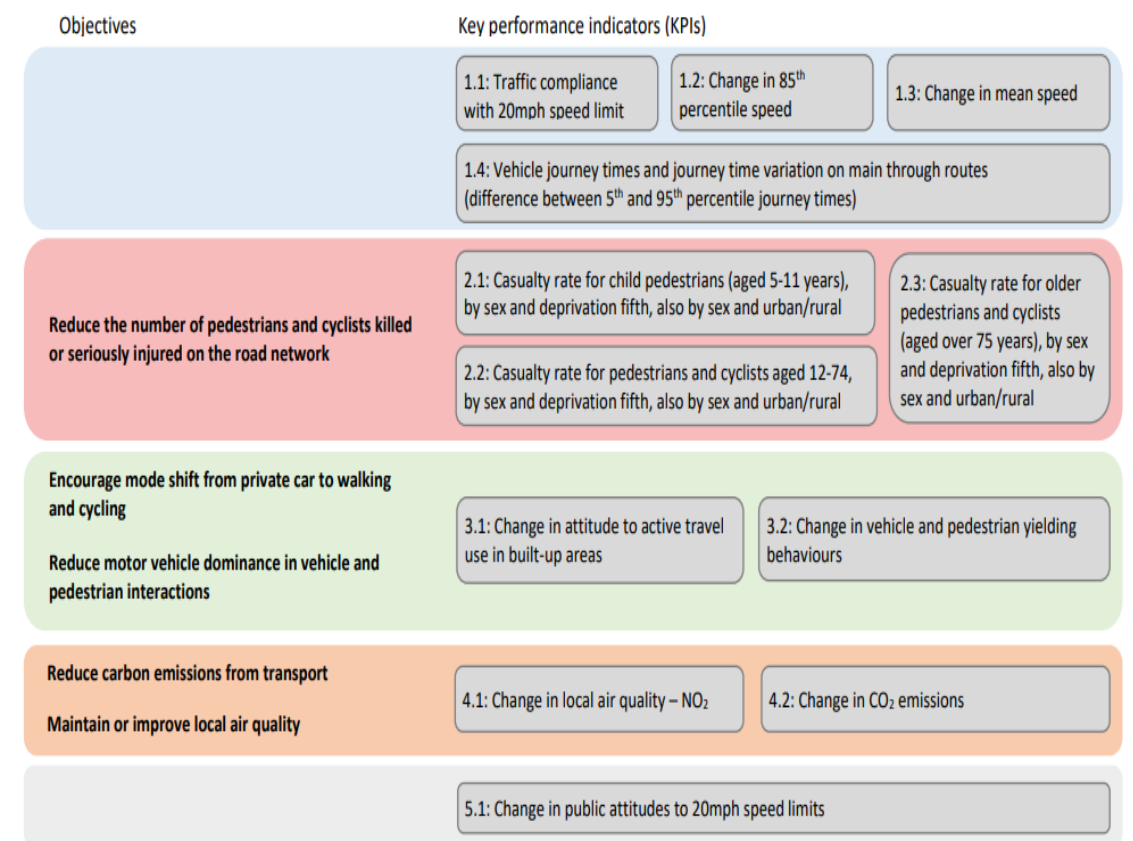 Objectives
Key performance indicators (KPIs)
1.1: Traffic compliance
with 20mph speed limit
1.2: Change in 85th
percentile speed
1.3: Change in mean speed
1.4: Vehicle journey times and journey time variation on main through routes
(difference between 5th and 95th percentile journey times)
Reduce the number of pedestrians and cyclists killed
or seriously injured on the road network
2.1: Casualty rate for child pedestrians (aged 5-11 years),
by sex and deprivation fifth, also by sex and urban/rural
2.2: Casualty rate for pedestrians and cyclists aged 12-74,
by sex and deprivation fifth, also by sex and urban/rural
2.3: Casualty rate for older
pedestrians and cyclists
(aged over 75 years), by sex
and deprivation fifth, also by
sex and urban/rural
Encourage mode shift from private car to walking
and cycling
Reduce motor vehicle dominance in vehicle and
pedestrian interactions
3.1: Change in attitude to active travel
use in built-up areas
3.2: Change in vehicle and pedestrian yielding
behaviours
Reduce carbon emissions from transport
Maintain or improve local air quality
4.1: Change in local air quality – NO₂
4.2: Change in CO₂ emissions
5.1: Change in public attitudes to 20mph speed limits